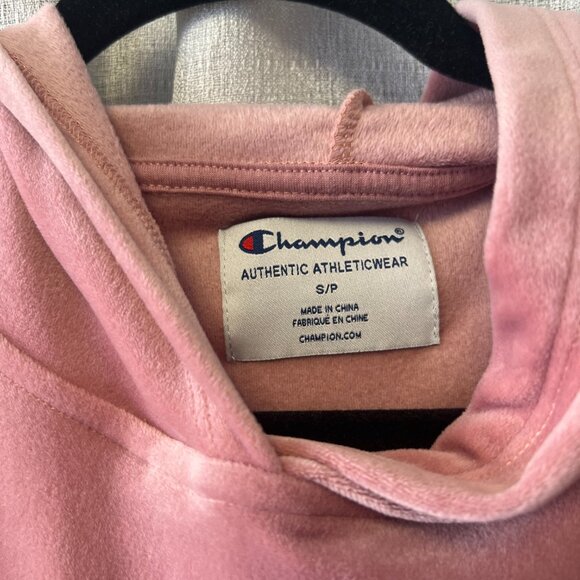 Champion®
AUTHENTIC ATHLETICWEAR
S/P
MADE IN CHINA
FABRIQUÉ EN CHINE
CHAMPION.COM